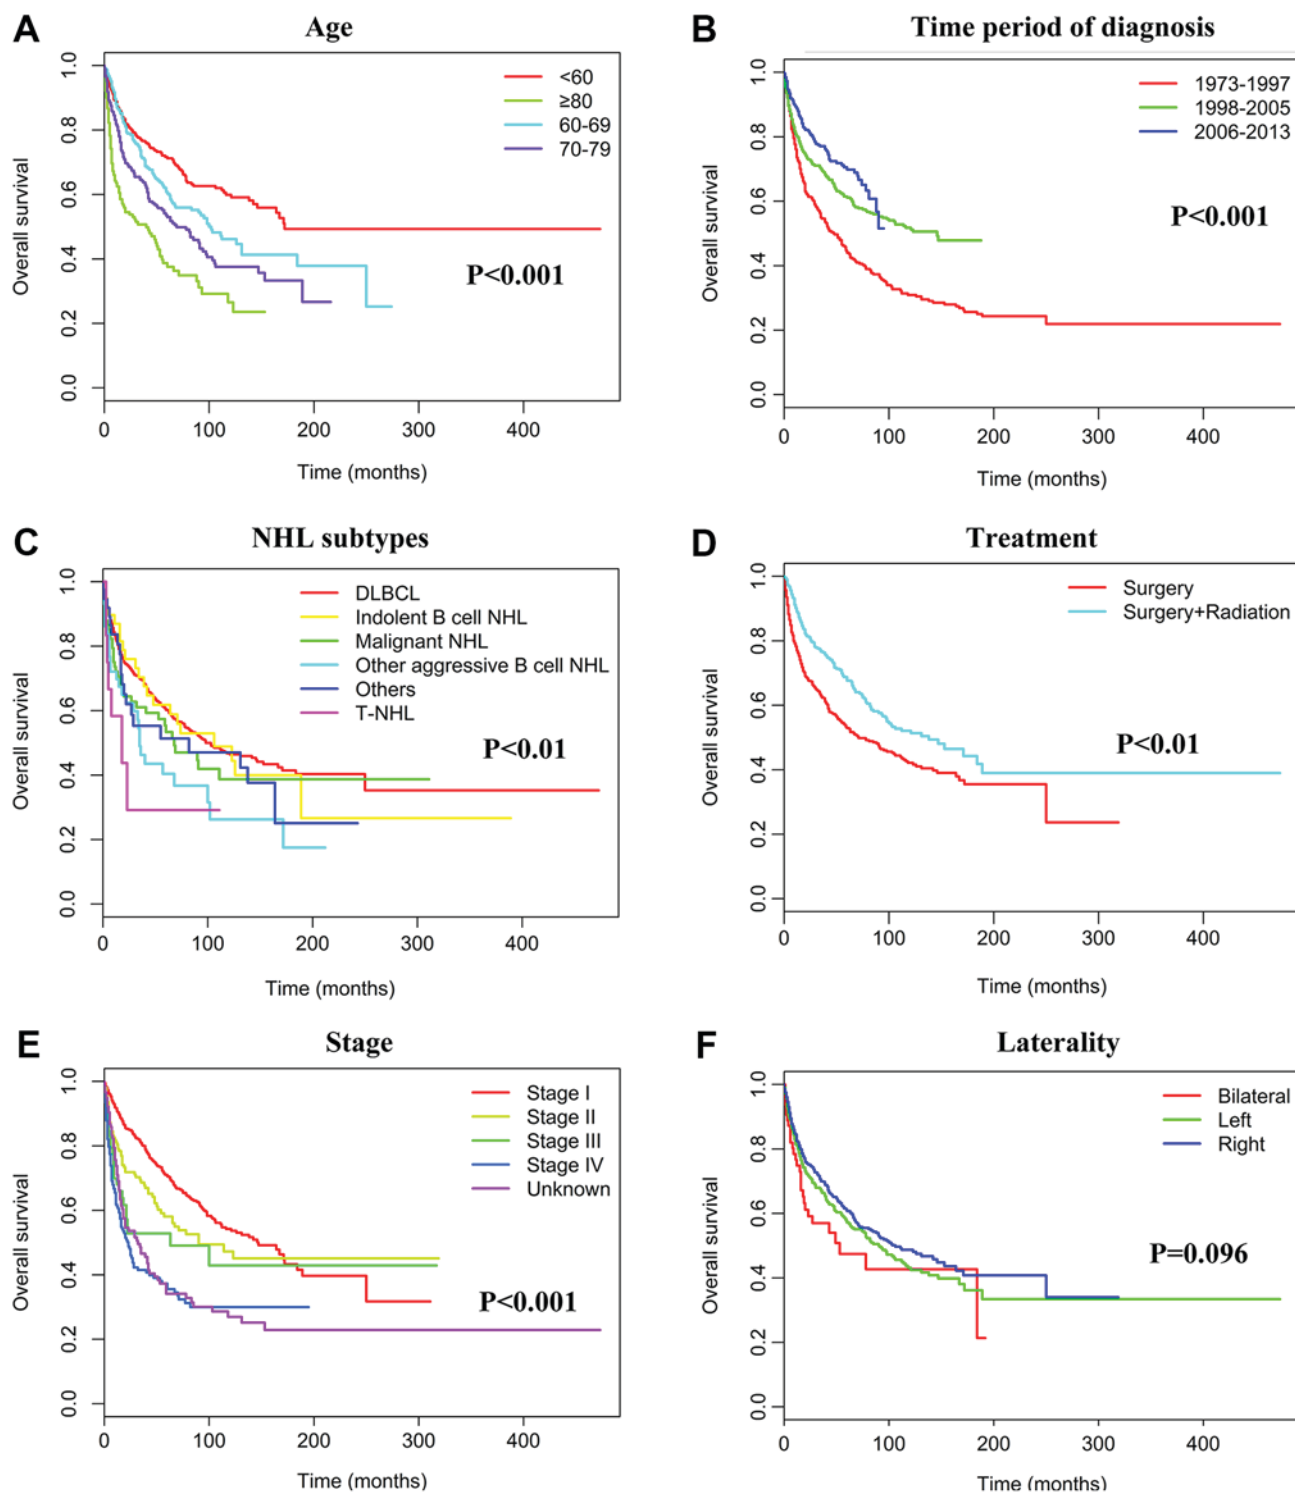 A
Age
1.0
0.8
0.6
0.4
0.2
0.0
Overall survival
<60
≥80
60-69
70-79
P<0.001
0
100
200
300
400
Time (months)
B
Time period of diagnosis
1.0
0.8
0.6
0.4
0.2
0.0
Overall survival
1973-1997
1998-2005
2006-2013
P<0.001
0
100
200
300
400
Time (months)
C
NHL subtypes
1.0
0.8
0.6
0.4
0.2
0.0
Overall survival
DLBCL
Indolent B cell NHL
Malignant NHL
Other aggressive B cell NHL
Others
T-NHL
P<0.01
0
100
200
300
400
Time (months)
D
Treatment
1.0
0.8
0.6
0.4
0.2
0.0
Overall survival
Surgery
Surgery+Radiation
P<0.01
0
100
200
300
400
Time (months)
E
Stage
1.0
0.8
0.6
0.4
0.2
0.0
Overall survival
Stage I
Stage II
Stage III
Stage IV
Unknown
P<0.001
0
100
200
300
400
Time (months)
F
Laterality
1.0
0.8
0.6
0.4
0.2
0.0
Overall survival
Bilateral
Left
Right
P=0.096
0
100
200
300
400
Time (months)